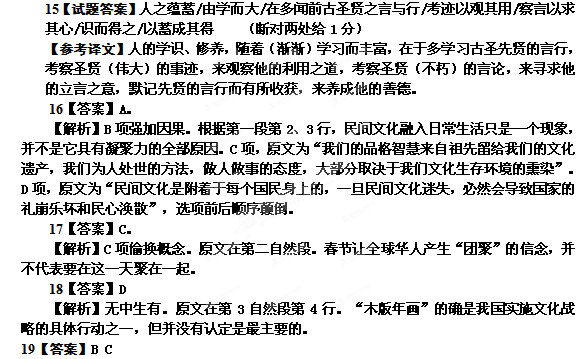 15【试题答案】人之蕴蓄/由学而大/在多闻前古圣贤之言与行/考迹以观其用/察言以求
其心/识而得之/以蓄成其得 (断对两处给 1 分)
【参考译文】人的学识、修养，随着（渐渐）学习而丰富，在于多学习古圣先贤的言行，
考察圣贤（伟大）的事迹，来观察他的利用之道，考察圣贤（不朽）的言论，来寻求他
的立言之意，默记先贤的言行而有所收获，来养成他的善德。
16【答案】A。
【解析】B 项强加因果。根据第一段第 2、3 行，民间文化融入日常生活只是一个现象，
并不是它具有凝聚力的全部原因。C 项，原文为“我们的品格智慧来自祖先留给我们的文化
遗产，我们为人处世的方法，做人做事的态度，大部分取决于我们文化生存环境的熏染”。
D 项，原文为“民间文化是附着于每个国民身上的，一旦民间文化迷失，必然会导致国家的
礼崩乐坏和民心涣散”，选项前后顺序颠倒。
17【答案】C。
【解析】C 项偷换概念。原文在第二自然段。春节让全球华人产生“团聚”的信念，并
不代表要在这一天聚在一起。
18【答案】D
【解析】无中生有。原文在第 3 自然段第 4 行。“木版年画”的确是我国实施文化战
略的具体行动之一，但并没有认定是最主要的。
19【答案】B C